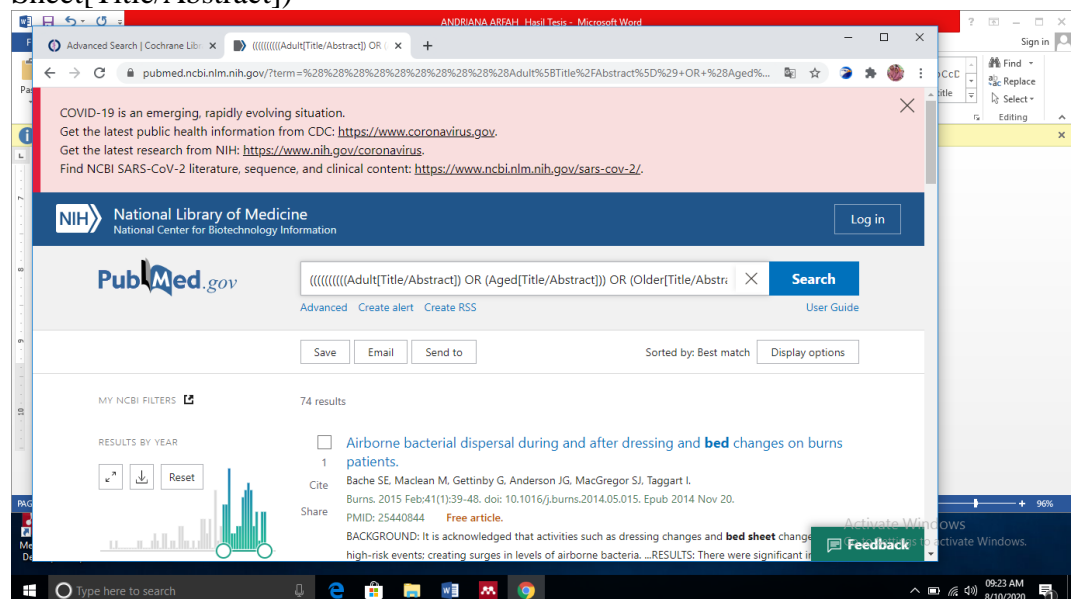 Sheet[Title/Abstract])
ANDRIANA ARFAH_Hasil Tesis - Microsoft Word
Sign in
Advanced Search | Cochrane Libr
((((((((((Adult[Title/Abstract]) OR (
pubmed.ncbi.nlm.nih.gov/?term=%28%28%28%28%28%28%28%28%28%28Adult%5BTitle%2FAbstract%5D%29+OR+%28Aged%...
Find
Replace
Select
Editing
COVID-19 is an emerging, rapidly evolving situation.
Get the latest public health information from CDC: https://www.coronavirus.gov.
Get the latest research from NIH: https://www.nih.gov/coronavirus.
Find NCBI SARS-CoV-2 literature, sequence, and clinical content: https://www.ncbi.nlm.nih.gov/sars-cov-2/.
NIH National Library of Medicine
National Center for Biotechnology Information
Log in
PubMed.gov
((((((((((Adult[Title/Abstract]) OR (Aged[Title/Abstract])) OR (Older[Title/Abstra
Search
Advanced Create alert Create RSS
User Guide
Save Email Send to
Sorted by: Best match Display options
MY NCBI FILTERS
74 results
RESULTS BY YEAR
Reset
1
Cite
Share
Airborne bacterial dispersal during and after dressing and bed changes on burns
patients.
Bache SE, Maclean M, Gettinby G, Anderson JG, MacGregor SJ, Taggart I.
Burns. 2015 Feb;41(1):39-48. doi: 10.1016/j.burns.2014.05.015. Epub 2014 Nov 20.
PMID: 25440844 Free article.
BACKGROUND: It is acknowledged that activities such as dressing changes and bed sheet change
high-risk events; creating surges in levels of airborne bacteria. ...RESULTS: There were significant in
Feedback
Activate Windows
96%
Type here to search
09:23 AM
8/10/2020